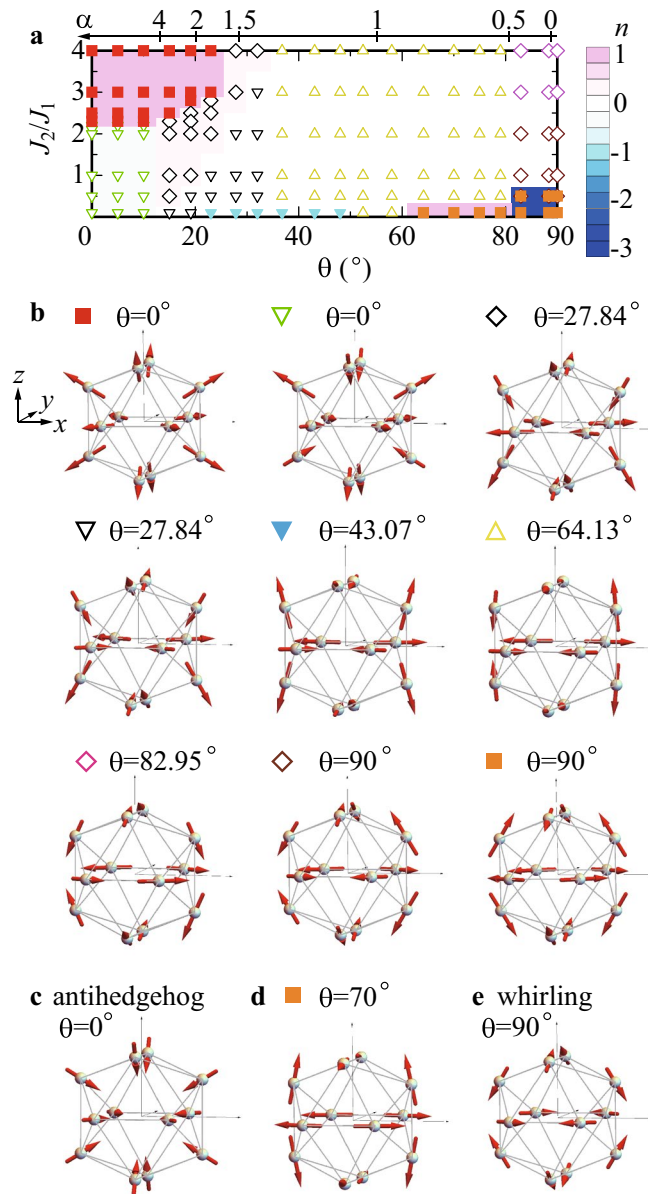 α 4 2 1.5 1 0.5 0 n
a
4
3
2
1
J₂/J₁
0 20 40 60 80 90
θ (°)
1
0
-1
-2
-3
b θ=0° θ=0° θ=27.84°
z
y
x
θ=27.84° θ=43.07° θ=64.13°
θ=82.95° θ=90° θ=90°
c antihedgehog d θ=70° e whirling
θ=0° θ=90°